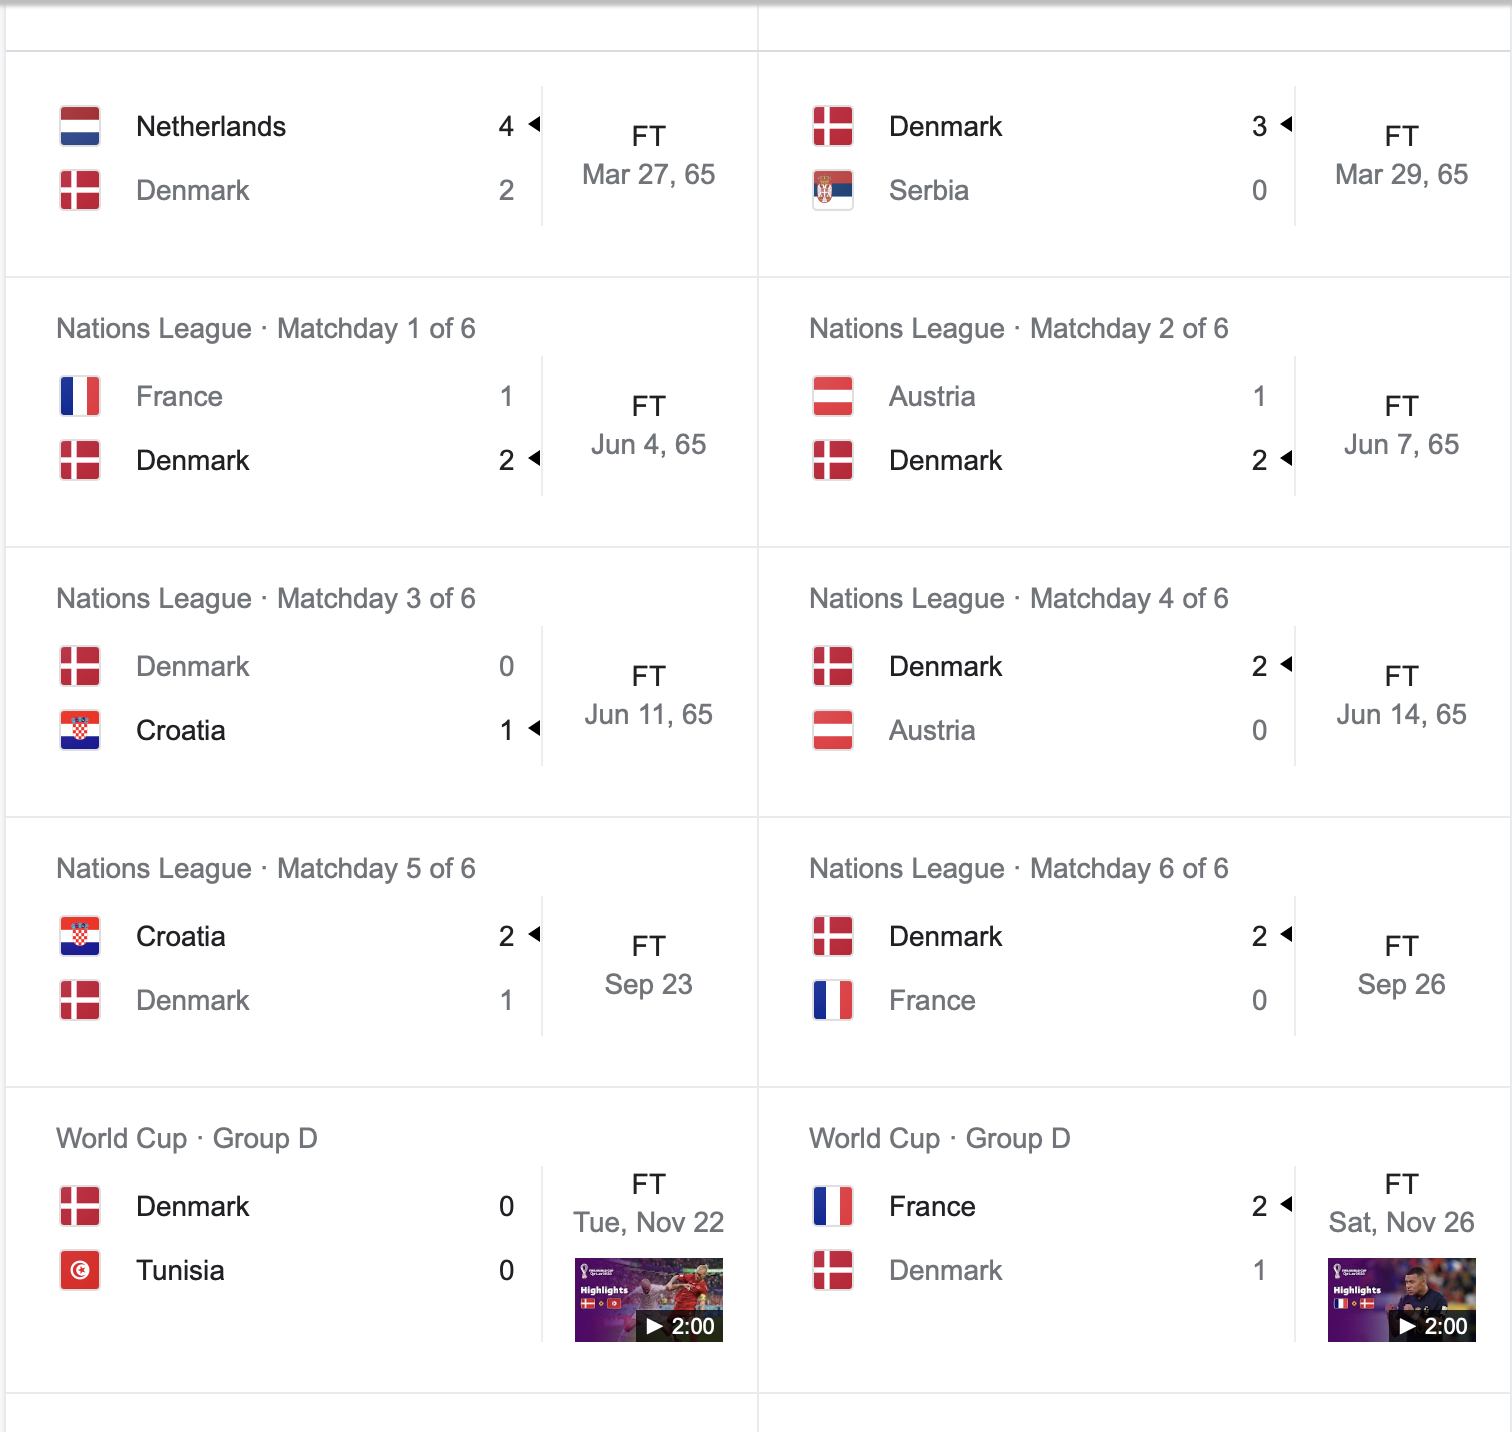 Netherlands 4
Denmark 2
FT
Mar 27, 65
Denmark 3
Serbia 0
FT
Mar 29, 65
Nations League · Matchday 1 of 6
France 1
Denmark 2
FT
Jun 4, 65
Nations League · Matchday 2 of 6
Austria 1
Denmark 2
FT
Jun 7, 65
Nations League · Matchday 3 of 6
Denmark 0
Croatia 1
FT
Jun 11, 65
Nations League · Matchday 4 of 6
Denmark 2
Austria 0
FT
Jun 14, 65
Nations League · Matchday 5 of 6
Croatia 2
Denmark 1
FT
Sep 23
Nations League · Matchday 6 of 6
Denmark 2
France 0
FT
Sep 26
World Cup · Group D
Denmark 0
Tunisia 0
FT
Tue, Nov 22
Highlights
2:00
World Cup · Group D
France 2
Denmark 1
FT
Sat, Nov 26
Highlights
2:00